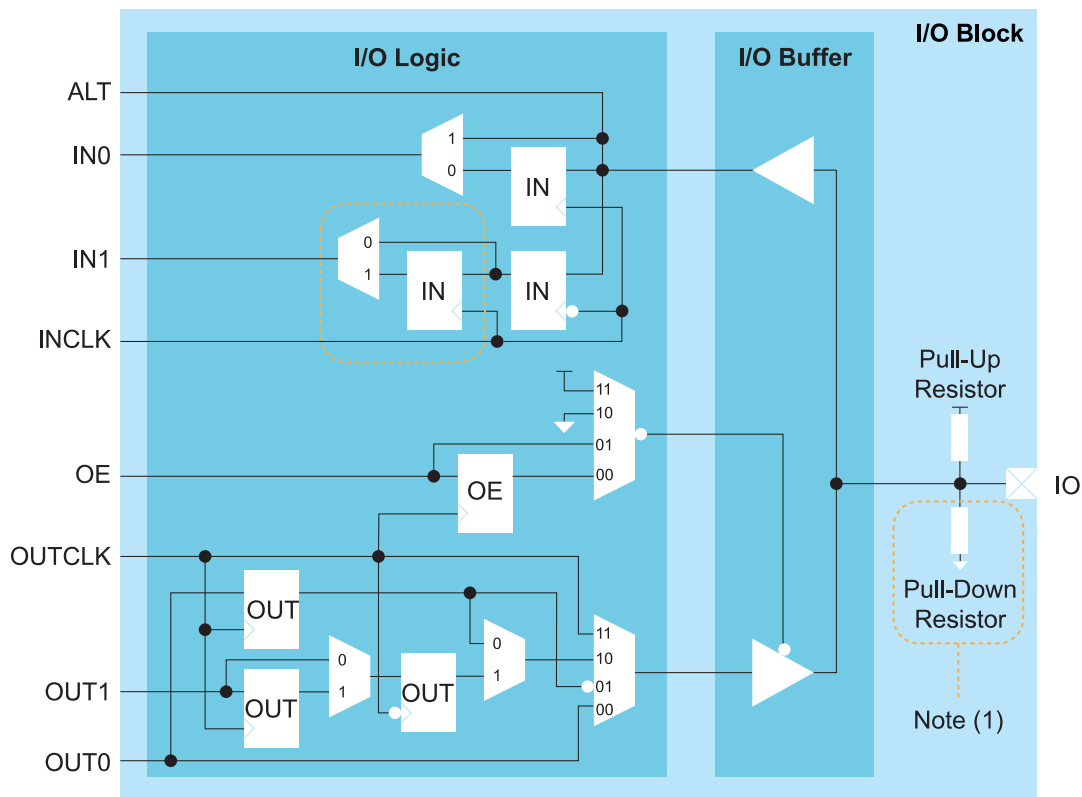 I/O Block
I/O Logic
I/O Buffer
ALT
1
IN0
0
IN
IN1
0
1
IN
IN
INCLK
Pull-Up
Resistor
11
10
01
OE
00
OE
IO
OUTCLK
OUT
Pull-Down
Resistor
0
11
0
10
OUT1
1
OUT
OUT
1
01
00
Note (1)
OUT0